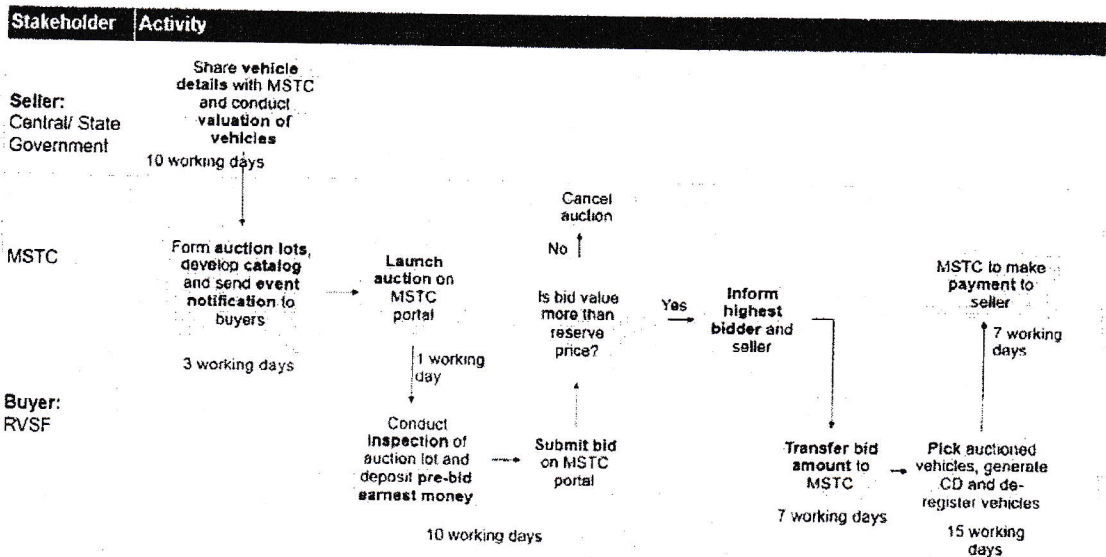 Stakeholder Activity
Share vehicle
details with MSTC
and conduct
valuation of
vehicles
Seller:
Central/ State
Government
10 working days
MSTC
Form auction lots,
develop catalog
and send event
notification to
buyers
3 working days
Launch
auction on
MSTC
portal
1 working
day
Cancel
auction
No
Is bid value
more than
reserve
price?
Yes
Inform
highest
bidder and
seller
MSTC to make
payment to
seller
7 working
days
Buyer:
RVSF
Conduct
inspection of
auction lot and
deposit pre-bid
earnest money
Submit bid
on MSTC
portal
10 working days
Transfer bid
amount to
MSTC
7 working days
Pick auctioned
vehicles, generate
CD and de-
register vehicles
15 working
days